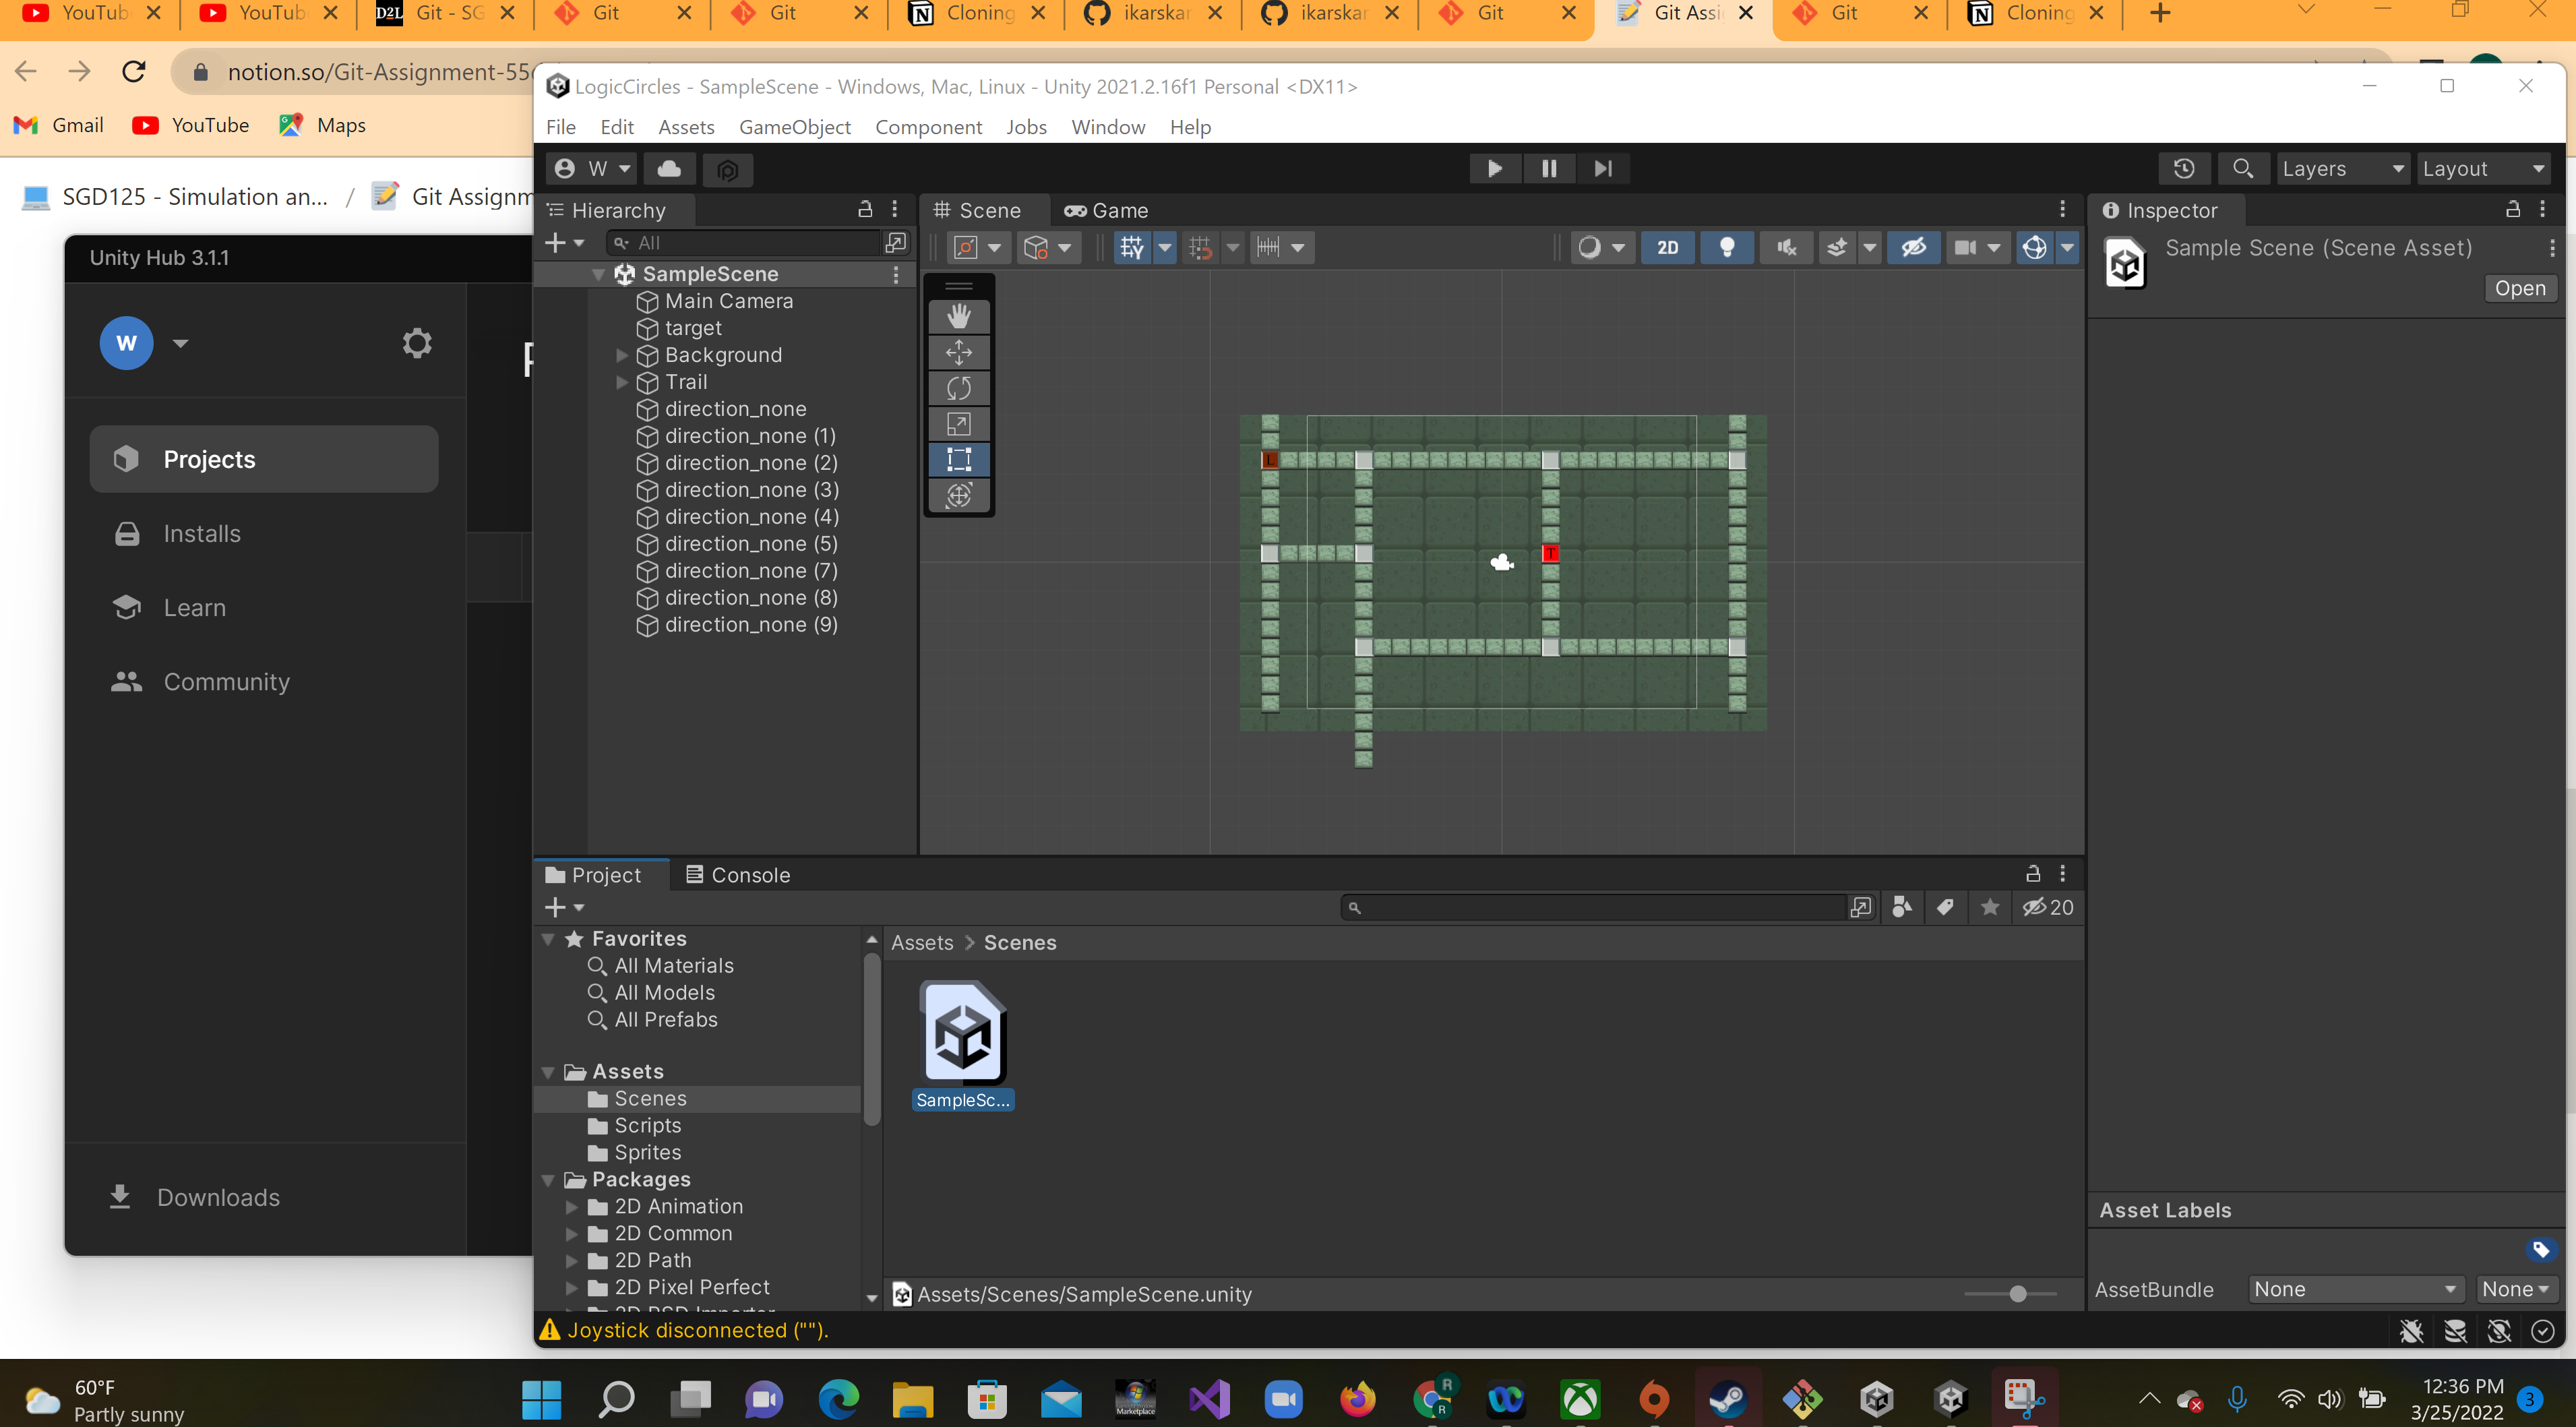 YouTub
YouTub
D2L Git - SG
Git
Git
Cloning
ikarskar
ikarskar
Git
Git Assi
Git
Cloning
notion.so/Git-Assignment-55
Gmail
YouTube
Maps
SGD125 - Simulation an... / Git Assignm
Unity Hub 3.1.1
W
Projects
Installs
Learn
Community
Downloads
LogicCircles - SampleScene - Windows, Mac, Linux - Unity 2021.2.16f1 Personal <DX11>
File Edit Assets GameObject Component Jobs Window Help
W
Layers
Layout
Hierarchy
All
SampleScene
Main Camera
target
Background
Trail
direction_none
direction_none (1)
direction_none (2)
direction_none (3)
direction_none (4)
direction_none (5)
direction_none (7)
direction_none (8)
direction_none (9)
Scene
Game
2D
L
T
Inspector
Sample Scene (Scene Asset)
Open
Project
Console
20
Favorites
All Materials
All Models
All Prefabs
Assets
Scenes
Scripts
Sprites
Packages
2D Animation
2D Common
2D Path
2D Pixel Perfect
Assets > Scenes
SampleSc...
Assets/Scenes/SampleScene.unity
Asset Labels
AssetBundle None None
Joystick disconnected ("").
60°F
Partly sunny
Marketplace
R
R
12:36 PM
3/25/2022
3